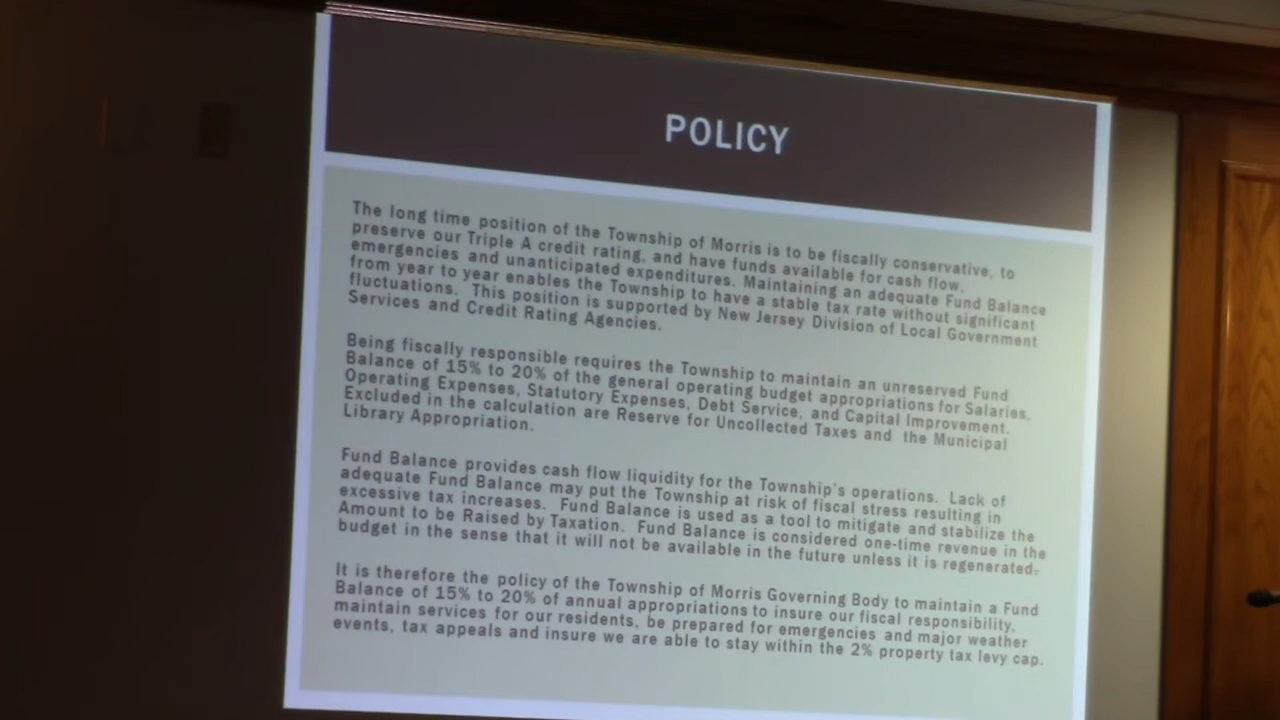 POLICY
The long time position of the Township of Morris is to be fiscally conservative, to
preserve our Triple A credit rating, and have funds available for cash flow,
emergencies and unanticipated expenditures. Maintaining an adequate Fund Balance
from year to year enables the Township to have a stable tax rate without significant
fluctuations. This position is supported by New Jersey Division of Local Government
Services and Credit Rating Agencies.
Being fiscally responsible requires the Township to maintain an unreserved Fund
Balance of 15% to 20% of the general operating budget appropriations for Salaries,
Operating Expenses, Statutory Expenses, Debt Service, and Capital Improvement.
Excluded in the calculation are Reserve for Uncollected Taxes and the Municipal
Library Appropriation.
Fund Balance provides cash flow liquidity for the Township's operations. Lack of
adequate Fund Balance may put the Township at risk of fiscal stress resulting in
excessive tax increases. Fund Balance is used as a tool to mitigate and stabilize the
Amount to be Raised by Taxation. Fund Balance is considered one-time revenue in the
budget in the sense that it will not be available in the future unless it is regenerated.
It is therefore the policy of the Township of Morris Governing Body to maintain a Fund
Balance of 15% to 20% of annual appropriations to insure our fiscal responsibility,
maintain services for our residents, be prepared for emergencies and major weather
events, tax appeals and insure we are able to stay within the 2% property tax levy cap.